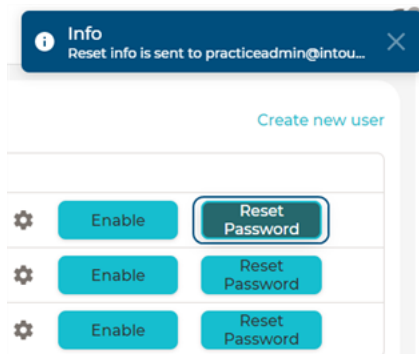 Info
Reset info is sent to practiceadmin@intou...
Create new user
Enable
Reset
Password
Enable
Reset
Password
Enable
Reset
Password